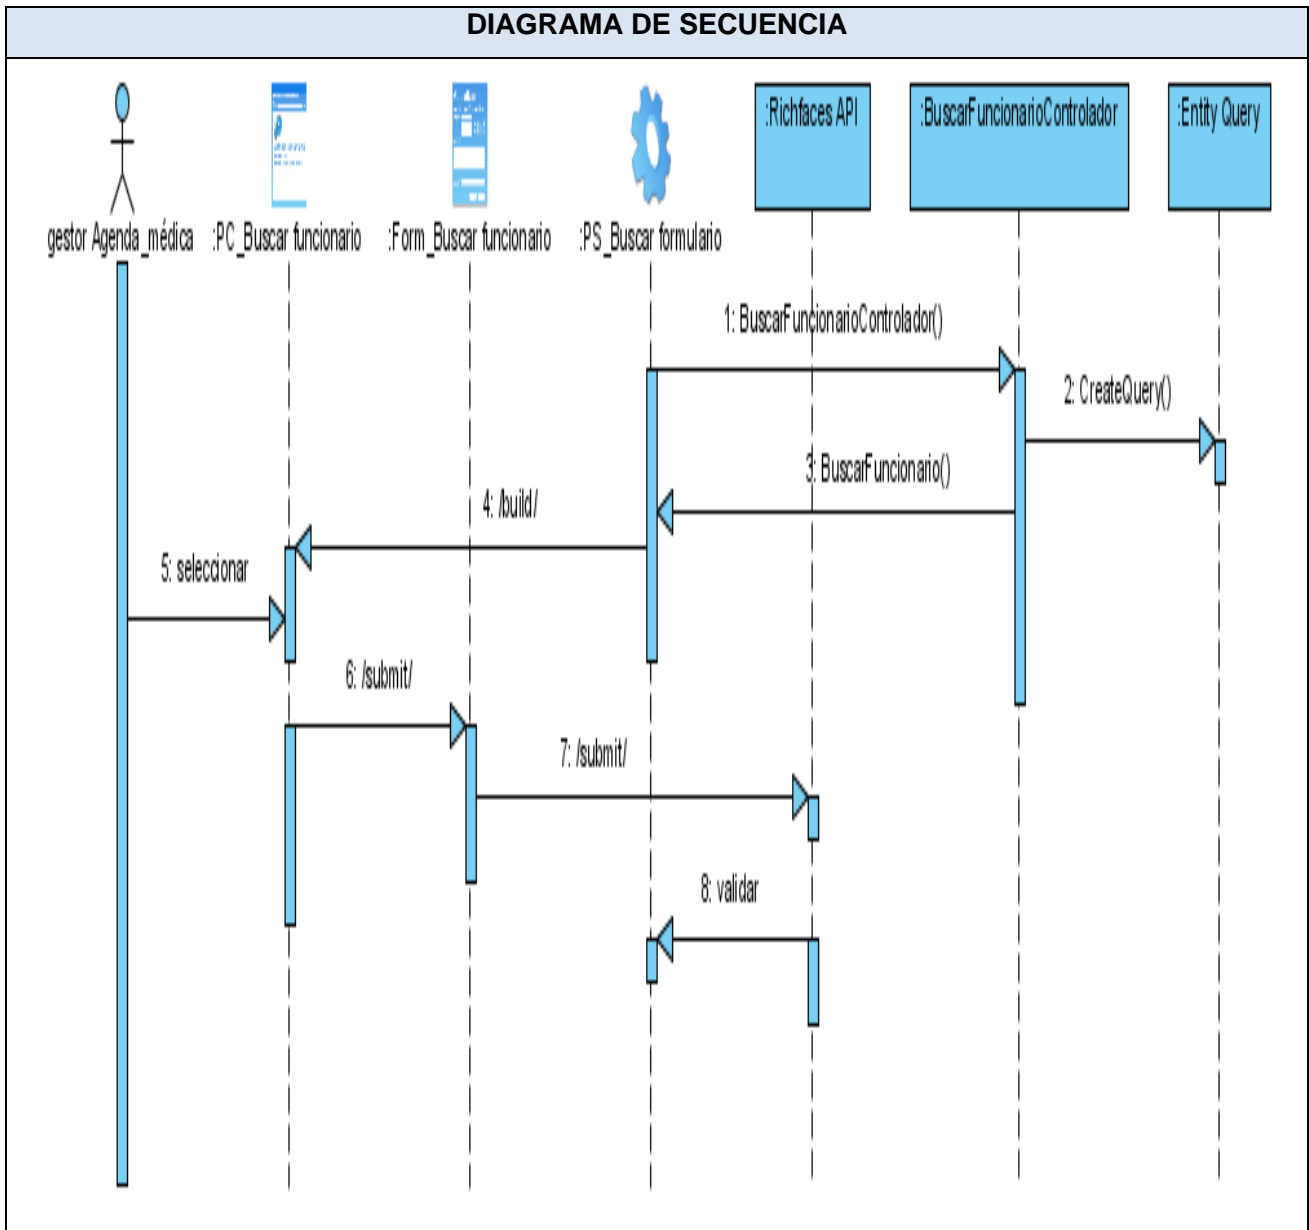 DIAGRAMA DE SECUENCIA
:Richfaces API
:BuscarFuncionarioControlador
:Entity Query
gestor Agenda_médica
:PC_Buscar funcionario
:Form_Buscar funcionario
:PS_Buscar formulario
1: BuscarFuncionarioControlador()
2: CreateQuery()
3: BuscarFuncionario()
4: /build/
5: seleccionar
6: /submit/
7: /submit/
8: validar